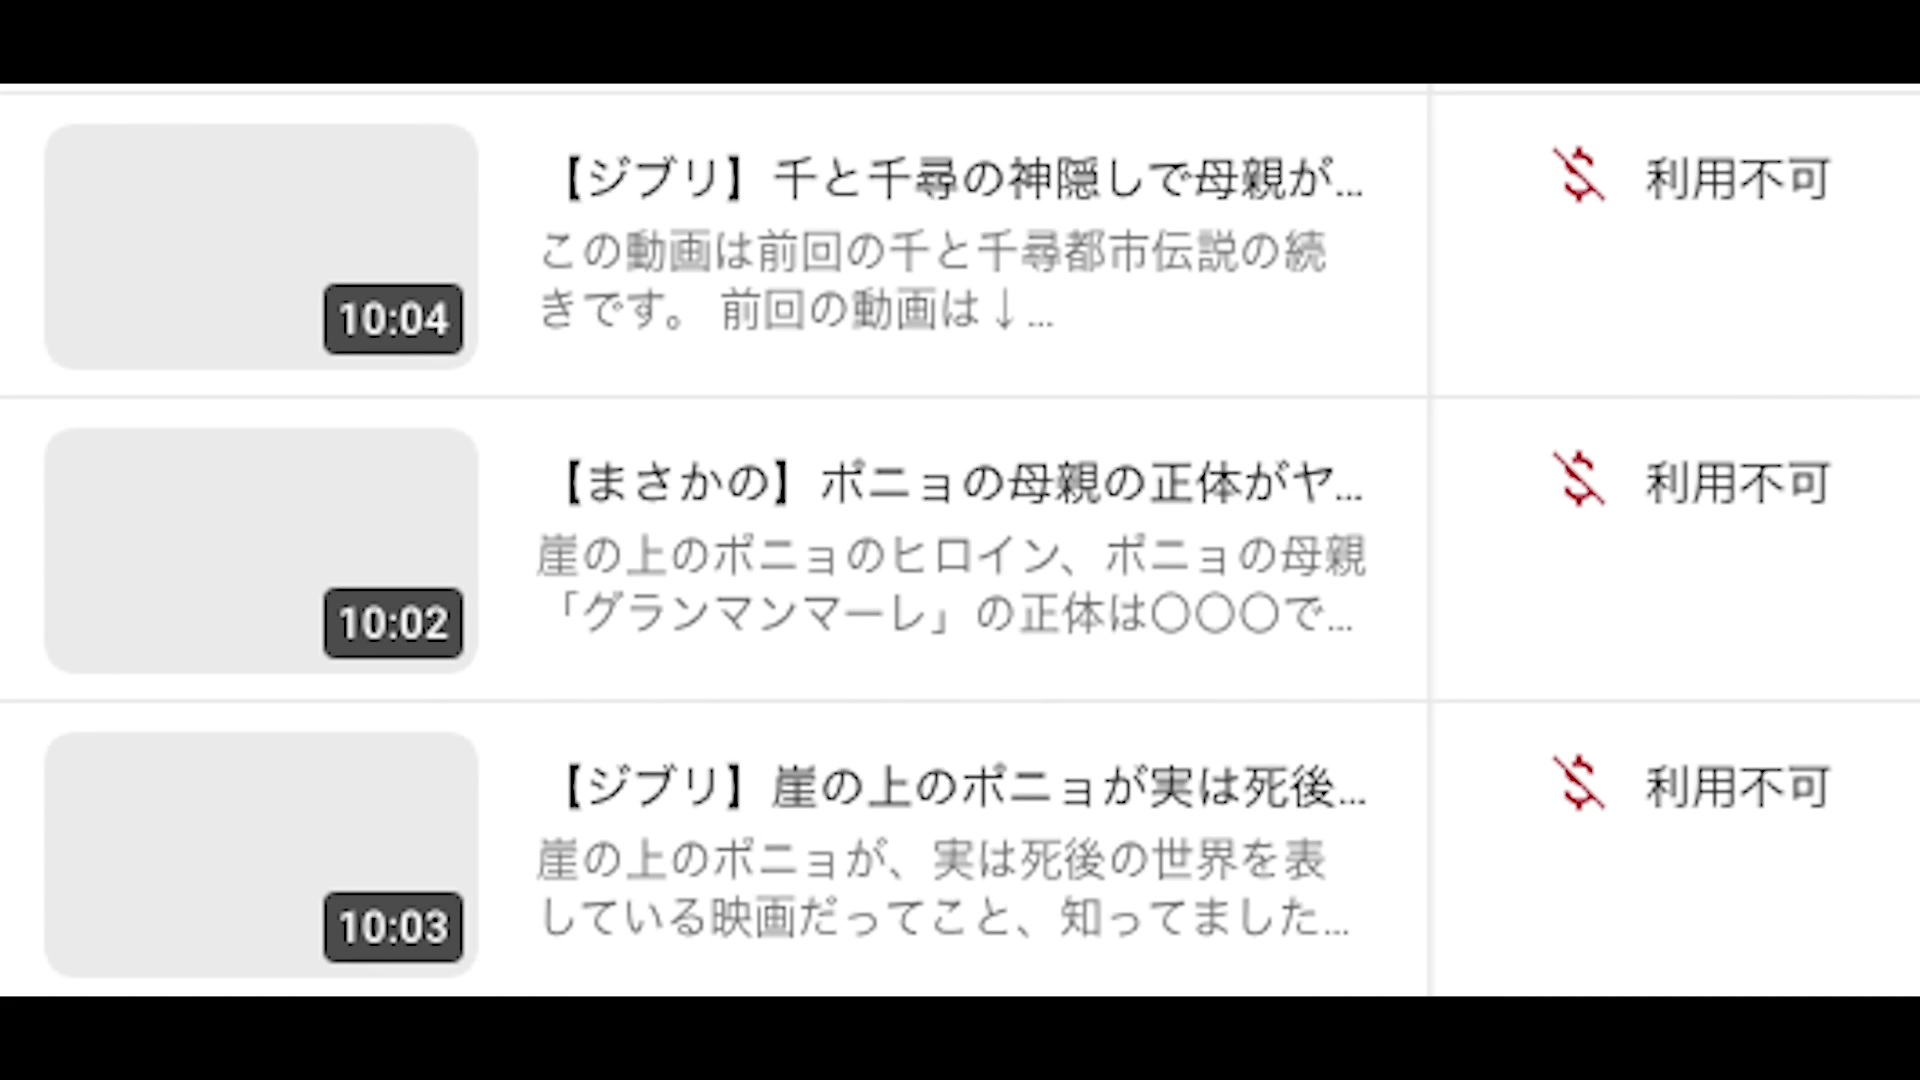 【ジブリ】千と千尋の神隠しで母親が...
利用不可
この動画は前回の千と千尋都市伝説の続
きです。 前回の動画は↓...
10:04
【まさかの】ポニョの母親の正体がヤ...
利用不可
崖の上のポニョのヒロイン、ポニョの母親
「グランマンマーレ」の正体は〇〇〇で...
10:02
【ジブリ】崖の上のポニョが実は死後...
利用不可
崖の上のポニョが、実は死後の世界を表
している映画だってこと、知ってました...
10:03